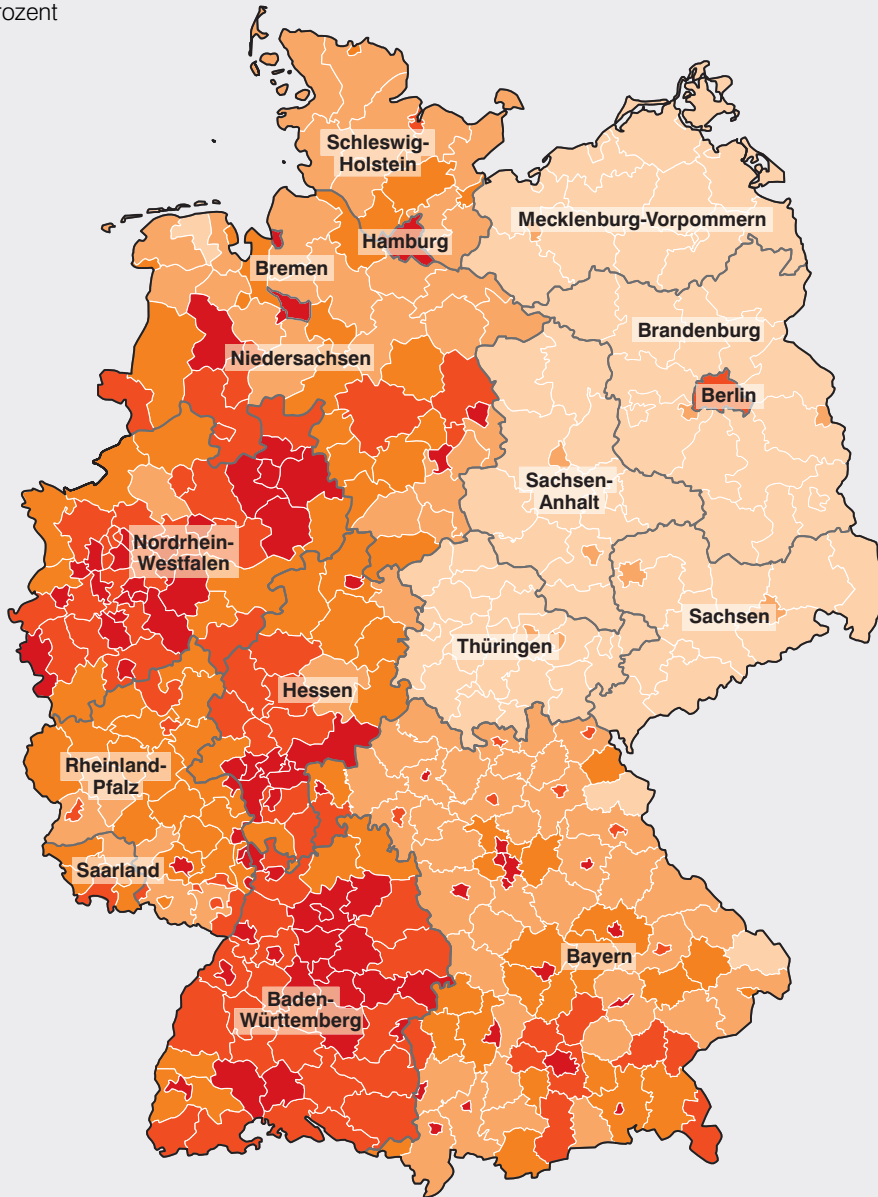 rozent
Schleswig-
Holstein
Mecklenburg-Vorpommern
Hamburg
Bremen
Brandenburg
Niedersachsen
Berlin
Sachsen-
Anhalt
Nordrhein-
Westfalen
Sachsen
Thüringen
Hessen
Rheinland-
Pfalz
Saarland
Bayern
Baden-
Württemberg